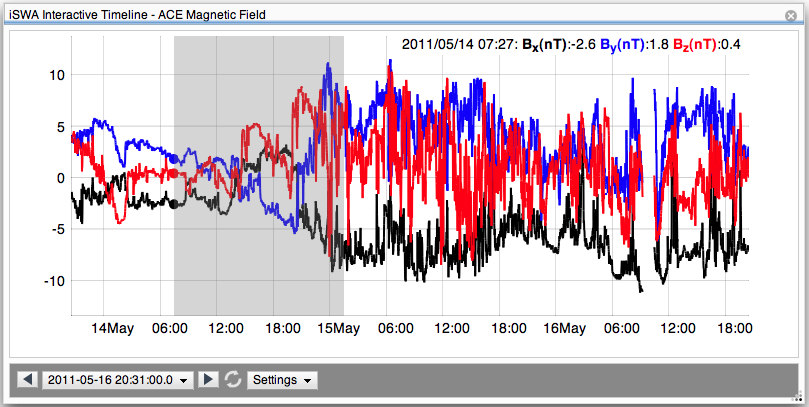 iSWA Interactive Timeline - ACE Magnetic Field
2011/05/14 07:27: Bx(nT):-2.6 By(nT):1.8 Bz(nT):0.4
10
5
0
-5
-10
14May 06:00 12:00 18:00 15May 06:00 12:00 18:00 16May 06:00 12:00 18:00
2011-05-16 20:31:00.0 Settings